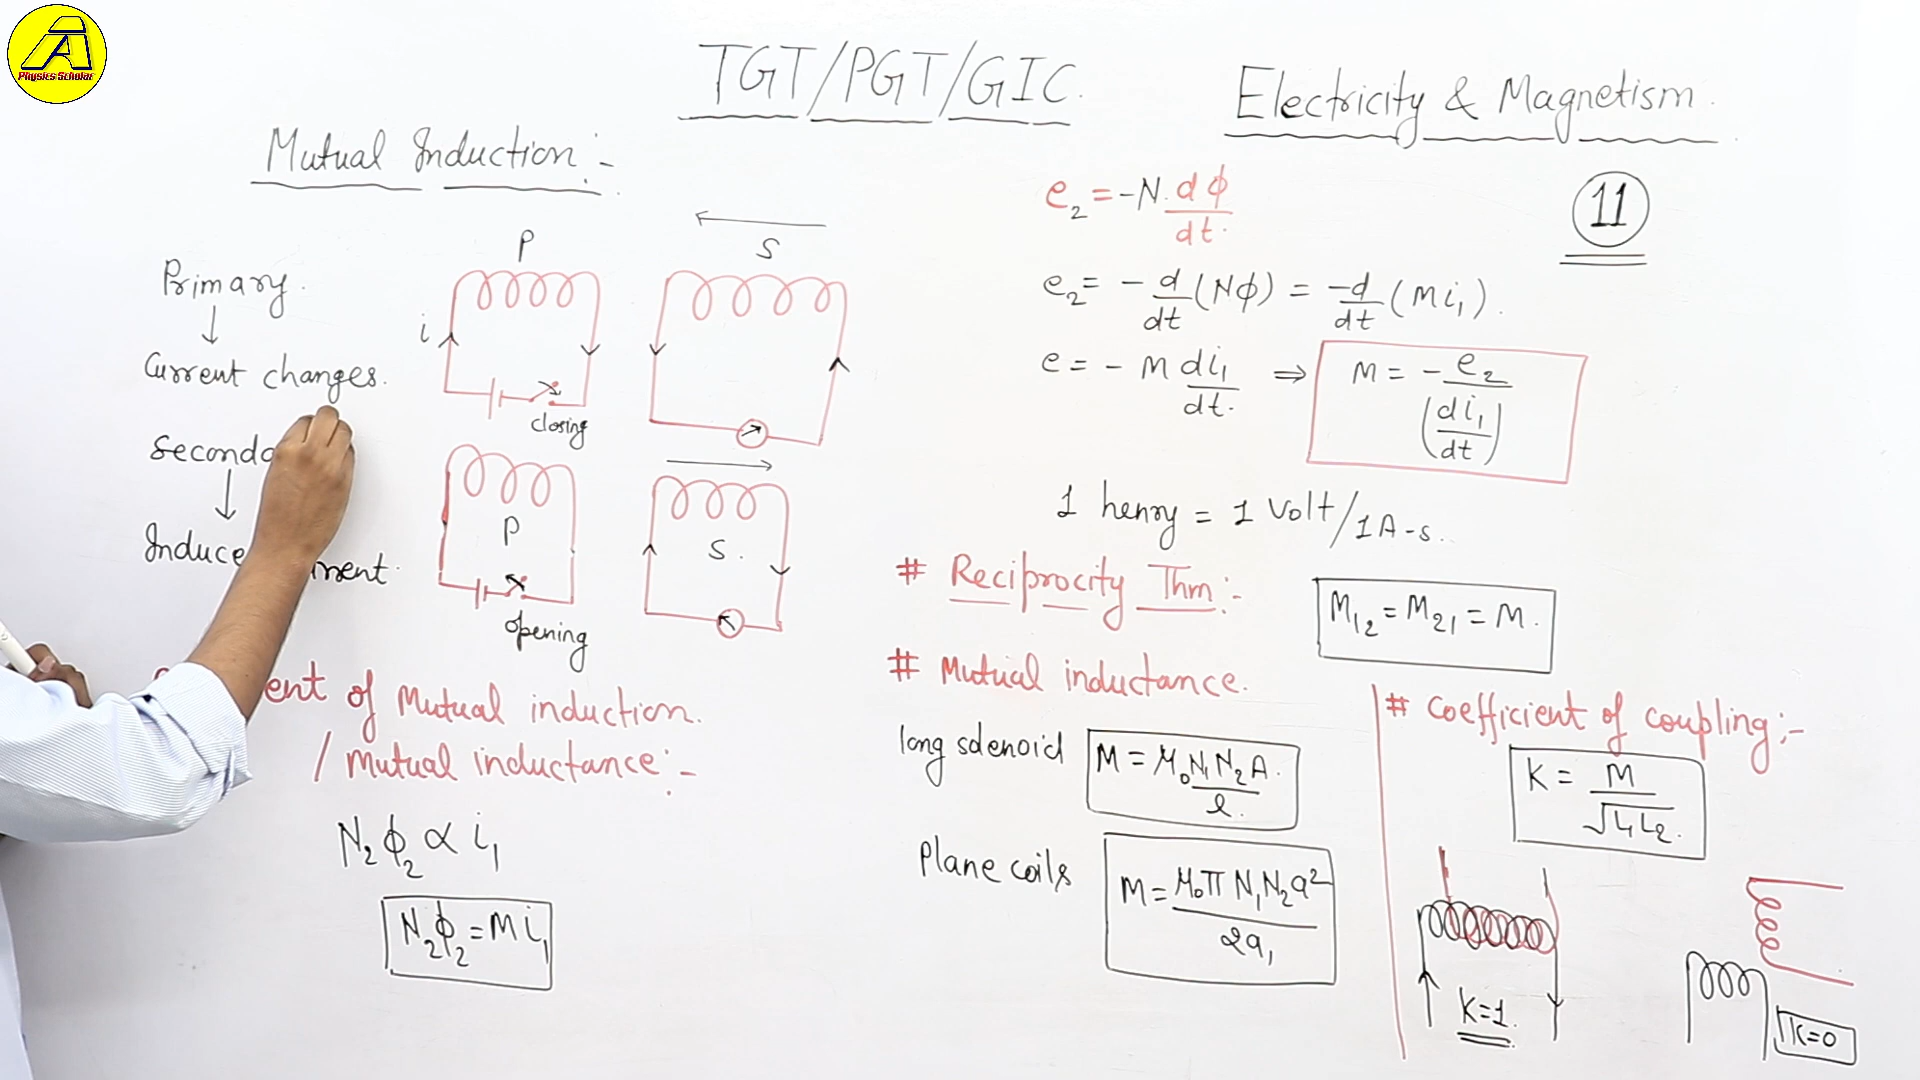 Physics Scholar
TGT/PGT/GIC.
Electricity & Magnetism.
11
Mutual Induction:-
Primary.
↓
Current changes.
↓
current.
P
i
closing
S
P
opening
S.
of Mutual induction.
/ Mutual inductance:-
N₂ϕ₂ ∝ i₁
N₂ϕ₂ = Mi₁
e₂ = -N.dϕ/dt.
e₂ = -d/dt(Nϕ) = -d/dt(Mi₁).
e = -M di₁/dt. ⇒ M = -e₂/(di₁/dt)
1 henry = 1 Volt/1A-s..
# Reciprocity Thm:-
M₁₂ = M₂₁ = M.
# Mutual inductance.
long solenoid M = μ₀N₁N₂A./l.
Plane coils M = μ₀π N₁N₂a²/2a₁
# Coefficient of coupling:-
K = M/√L₁L₂.
K=1.
K=0